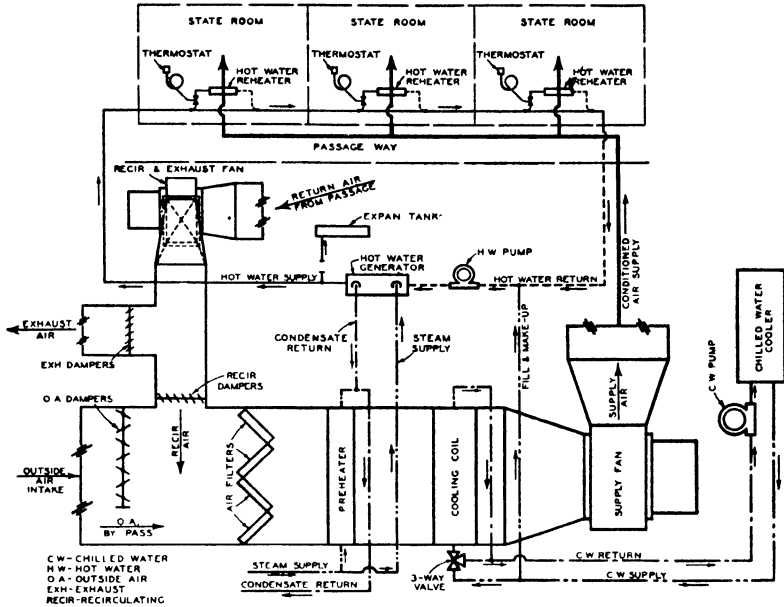 STATE ROOM
STATE ROOM
STATE ROOM
THERMOSTAT
THERMOSTAT
THERMOSTAT
HOT WATER
REHEATER
HOT WATER
REHEATER
HOT WATER
REHEATER
PASSAGE WAY
RECIR & EXHAUST FAN
RETURN AIR
FROM PASSAGE
EXPAN TANK
HOT WATER
GENERATOR
H W PUMP
HOT WATER SUPPLY
HOT WATER RETURN
CONDITIONED
AIR SUPPLY
CHILLED WATER
COOLER
EXHAUST
AIR
EXH DAMPERS
CONDENSATE
RETURN
STEAM
SUPPLY
FILL & MAKE-UP
C W PUMP
RECIR
DAMPERS
O A DAMPERS
SUPPLY
AIR
RECIR
AIR
OUTSIDE
AIR
INTAKE
AIR FILTERS
PREHEATER
COOLING COIL
SUPPLY FAN
O A
BY PASS
C W - CHILLED WATER
H W - HOT WATER
O A - OUTSIDE AIR
EXH - EXHAUST
RECIR - RECIRCULATING
STEAM SUPPLY
CONDENSATE RETURN
3-WAY
VALVE
C W RETURN
C W SUPPLY